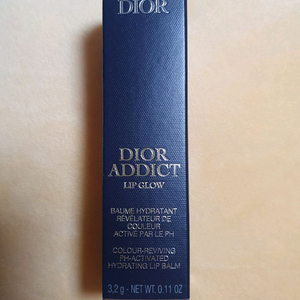 DIOR
DIOR
ADDICT
LIP GLOW
BAUME HYDRATANT
RÉVÉLATEUR DE
COULEUR
ACTIVÉ PAR LE PH
COLOUR-REVIVING
PH-ACTIVATED
HYDRATING LIP BALM
3,2 g - NET WT. 0.11 OZ